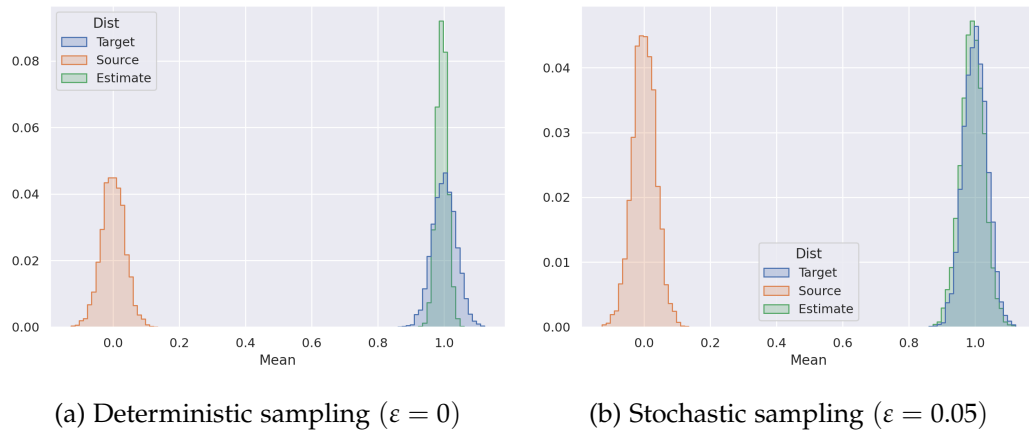 Dist
Target
Source
Estimate
0.08
0.06
0.04
0.02
0.00
0.0 0.2 0.4 0.6 0.8 1.0
Mean
(a) Deterministic sampling (ε = 0)
0.04
0.03
0.02
0.01
0.00
Dist
Target
Source
Estimate
0.0 0.2 0.4 0.6 0.8 1.0
Mean
(b) Stochastic sampling (ε = 0.05)